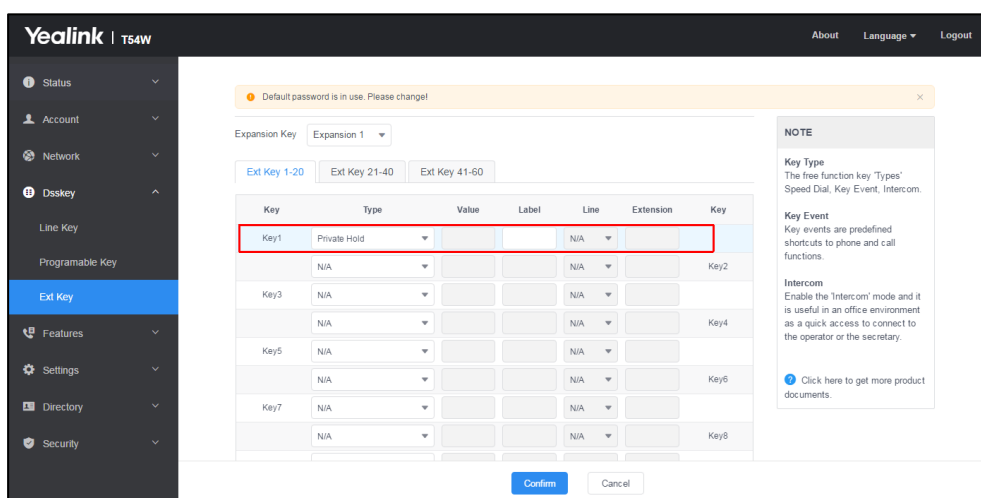 Yealink | T54W
About Language Logout
Status
Account
Network
Dsskey
Line Key
Programable Key
Ext Key
Features
Settings
Directory
Security
Default password is in use. Please change!
Expansion Key Expansion 1
Ext Key 1-20 Ext Key 21-40 Ext Key 41-60
Key Type Value Label Line Extension Key
Key1 Private Hold N/A
N/A N/A Key2
Key3 N/A N/A
N/A N/A Key4
Key5 N/A N/A
N/A N/A Key6
Key7 N/A N/A
N/A N/A Key8
Confirm Cancel
NOTE
Key Type
The free function key 'Types'
Speed Dial, Key Event, Intercom.
Key Event
Key events are predefined
shortcuts to phone and call
functions.
Intercom
Enable the 'Intercom' mode and it
is useful in an office environment
as a quick access to connect to
the operator or the secretary.
Click here to get more product
documents.